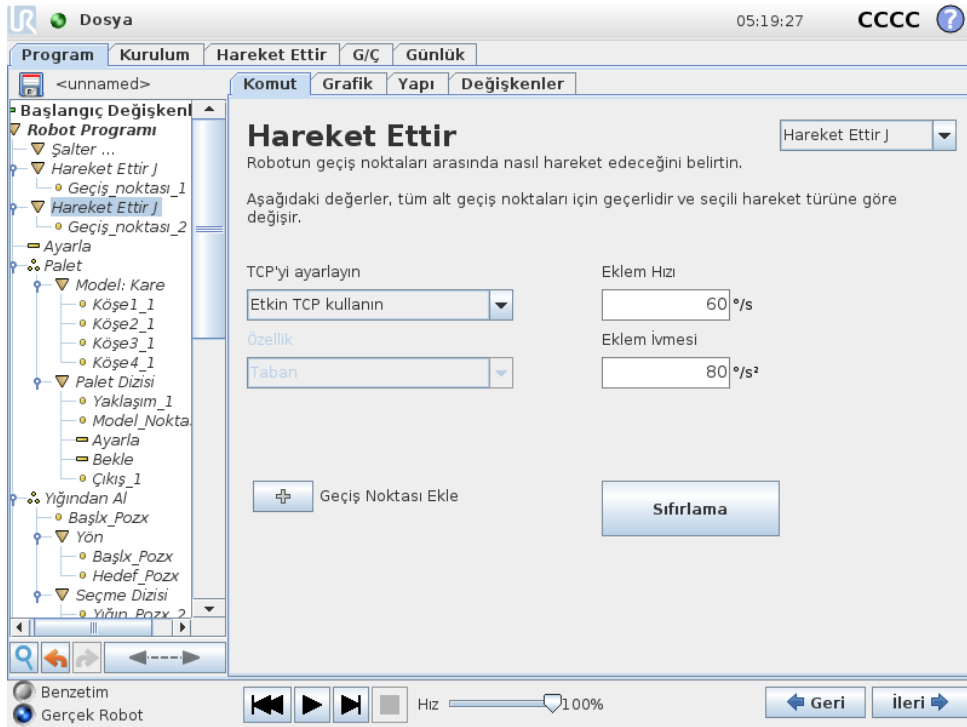 UR Dosya 05:19:27 CCCC ?
Program Kurulum Hareket Ettir G/Ç Günlük
<unnamed>
Komut Grafik Yapı Değişkenler
Başlangıç Değişkenl
Robot Programı
Şalter ...
Hareket Ettir J
Geçiş_noktası_1
Hareket Ettir J
Geçiş_noktası_2
Ayarla
Palet
Model: Kare
Köşe1_1
Köşe2_1
Köşe3_1
Köşe4_1
Palet Dizisi
Yaklaşım_1
Model_Nokta
Ayarla
Bekle
Çıkış_1
Yığından Al
Başlx_Pozx
Yön
Başlx_Pozx
Hedef_Pozx
Seçme Dizisi
Yığın_Pozx_2
Hareket Ettir
Hareket Ettir J
Robotun geçiş noktaları arasında nasıl hareket edeceğini belirtin.
Aşağıdaki değerler, tüm alt geçiş noktaları için geçerlidir ve seçili hareket türüne göre
değişir.
TCP'yi ayarlayın
Etkin TCP kullanın
Özellik
Taban
Eklem Hızı
60 °/s
Eklem İvmesi
80 °/s²
Geçiş Noktası Ekle
Sıfırlama
Benzetim
Gerçek Robot
Hız 100%
Geri
İleri